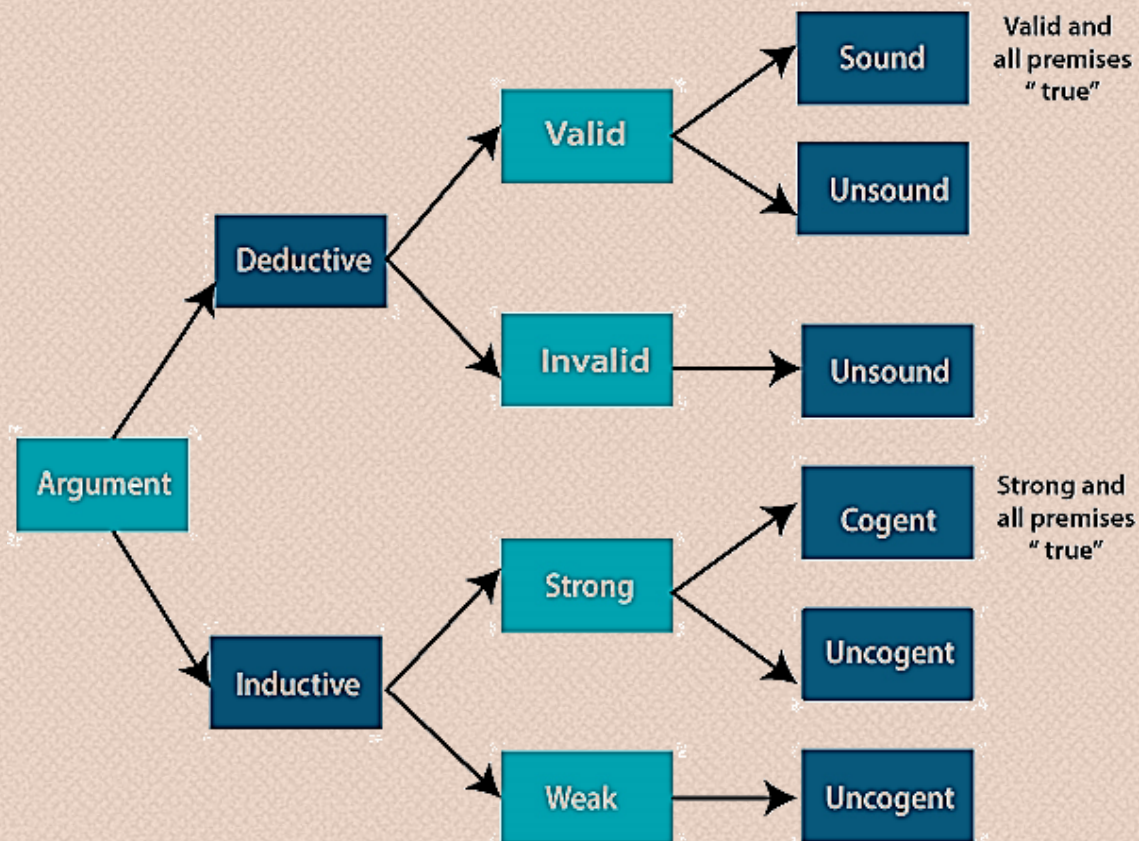 Argument
Deductive
Inductive
Valid
Invalid
Strong
Weak
Sound
Unsound
Unsound
Cogent
Uncogent
Uncogent
Valid and
all premises
“ true”
Strong and
all premises
“ true”